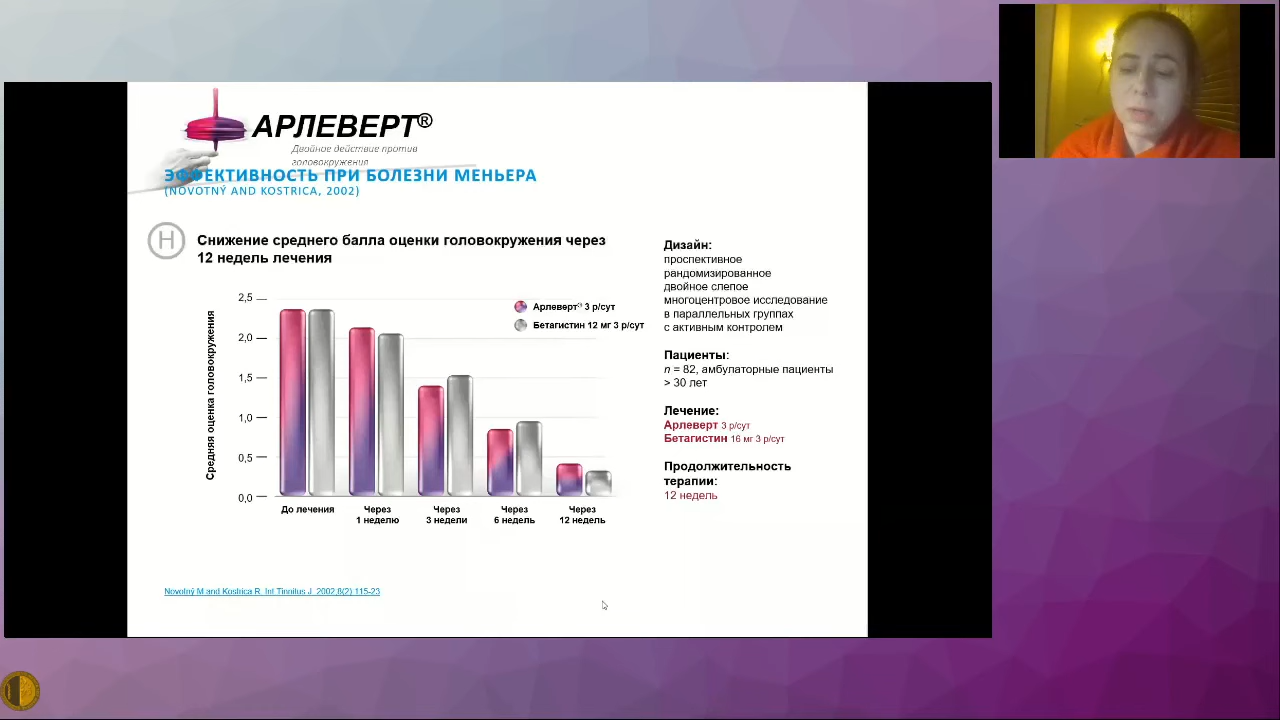 АРЛЕВЕРТ®
Двойное действие против
головокружения
ЭФФЕКТИВНОСТЬ ПРИ БОЛЕЗНИ МЕНЬЕРА
(NOVOTNÝ AND KOSTRICA, 2002)
Н
Снижение среднего балла оценки головокружения через
12 недель лечения
Средняя оценка головокружения
2,5
2,0
1,5
1,0
0,5
0,0
Арлеверт® 3 р/сут
Бетагистин 12 мг 3 р/сут
До лечения
Через
1 неделю
Через
3 недели
Через
6 недель
Через
12 недель
Дизайн:
проспективное
рандомизированное
двойное слепое
многоцентровое исследование
в параллельных группах
с активным контролем
Пациенты:
n = 82, амбулаторные пациенты
> 30 лет
Лечение:
Арлеверт 3 р/сут
Бетагистин 16 мг 3 р/сут
Продолжительность
терапии:
12 недель
Novotný M and Kostrica R. Int Tinnitus J. 2002;8(2):115-23